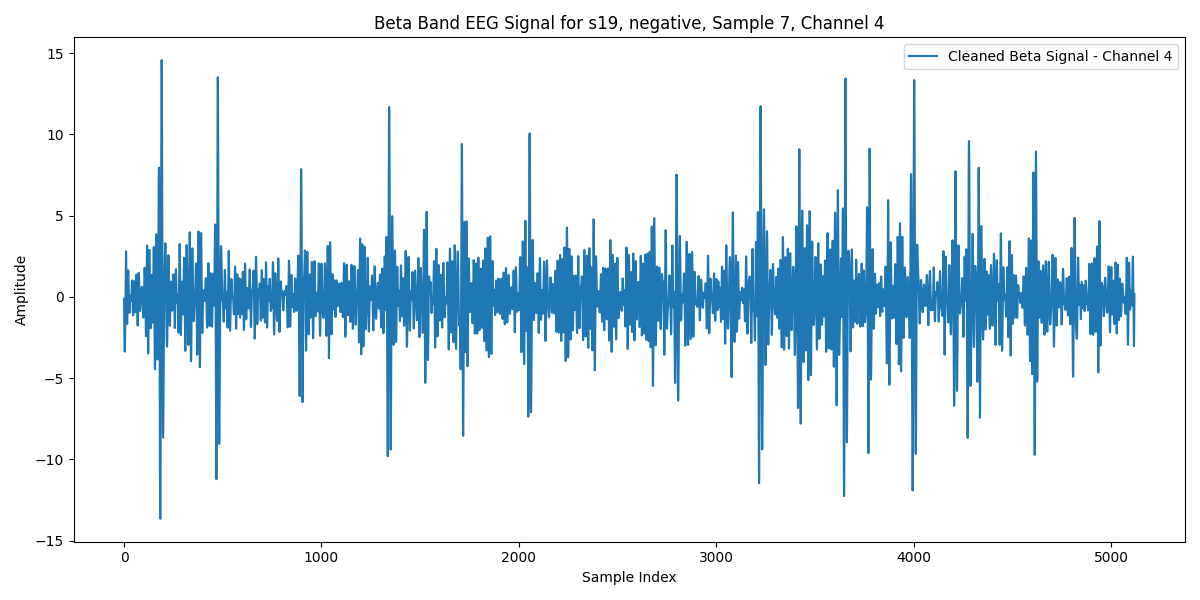 Beta Band EEG Signal for s19, negative, Sample 7, Channel 4
Cleaned Beta Signal - Channel 4
Amplitude
15
10
5
0
−5
−10
−15
0 1000 2000 3000 4000 5000
Sample Index